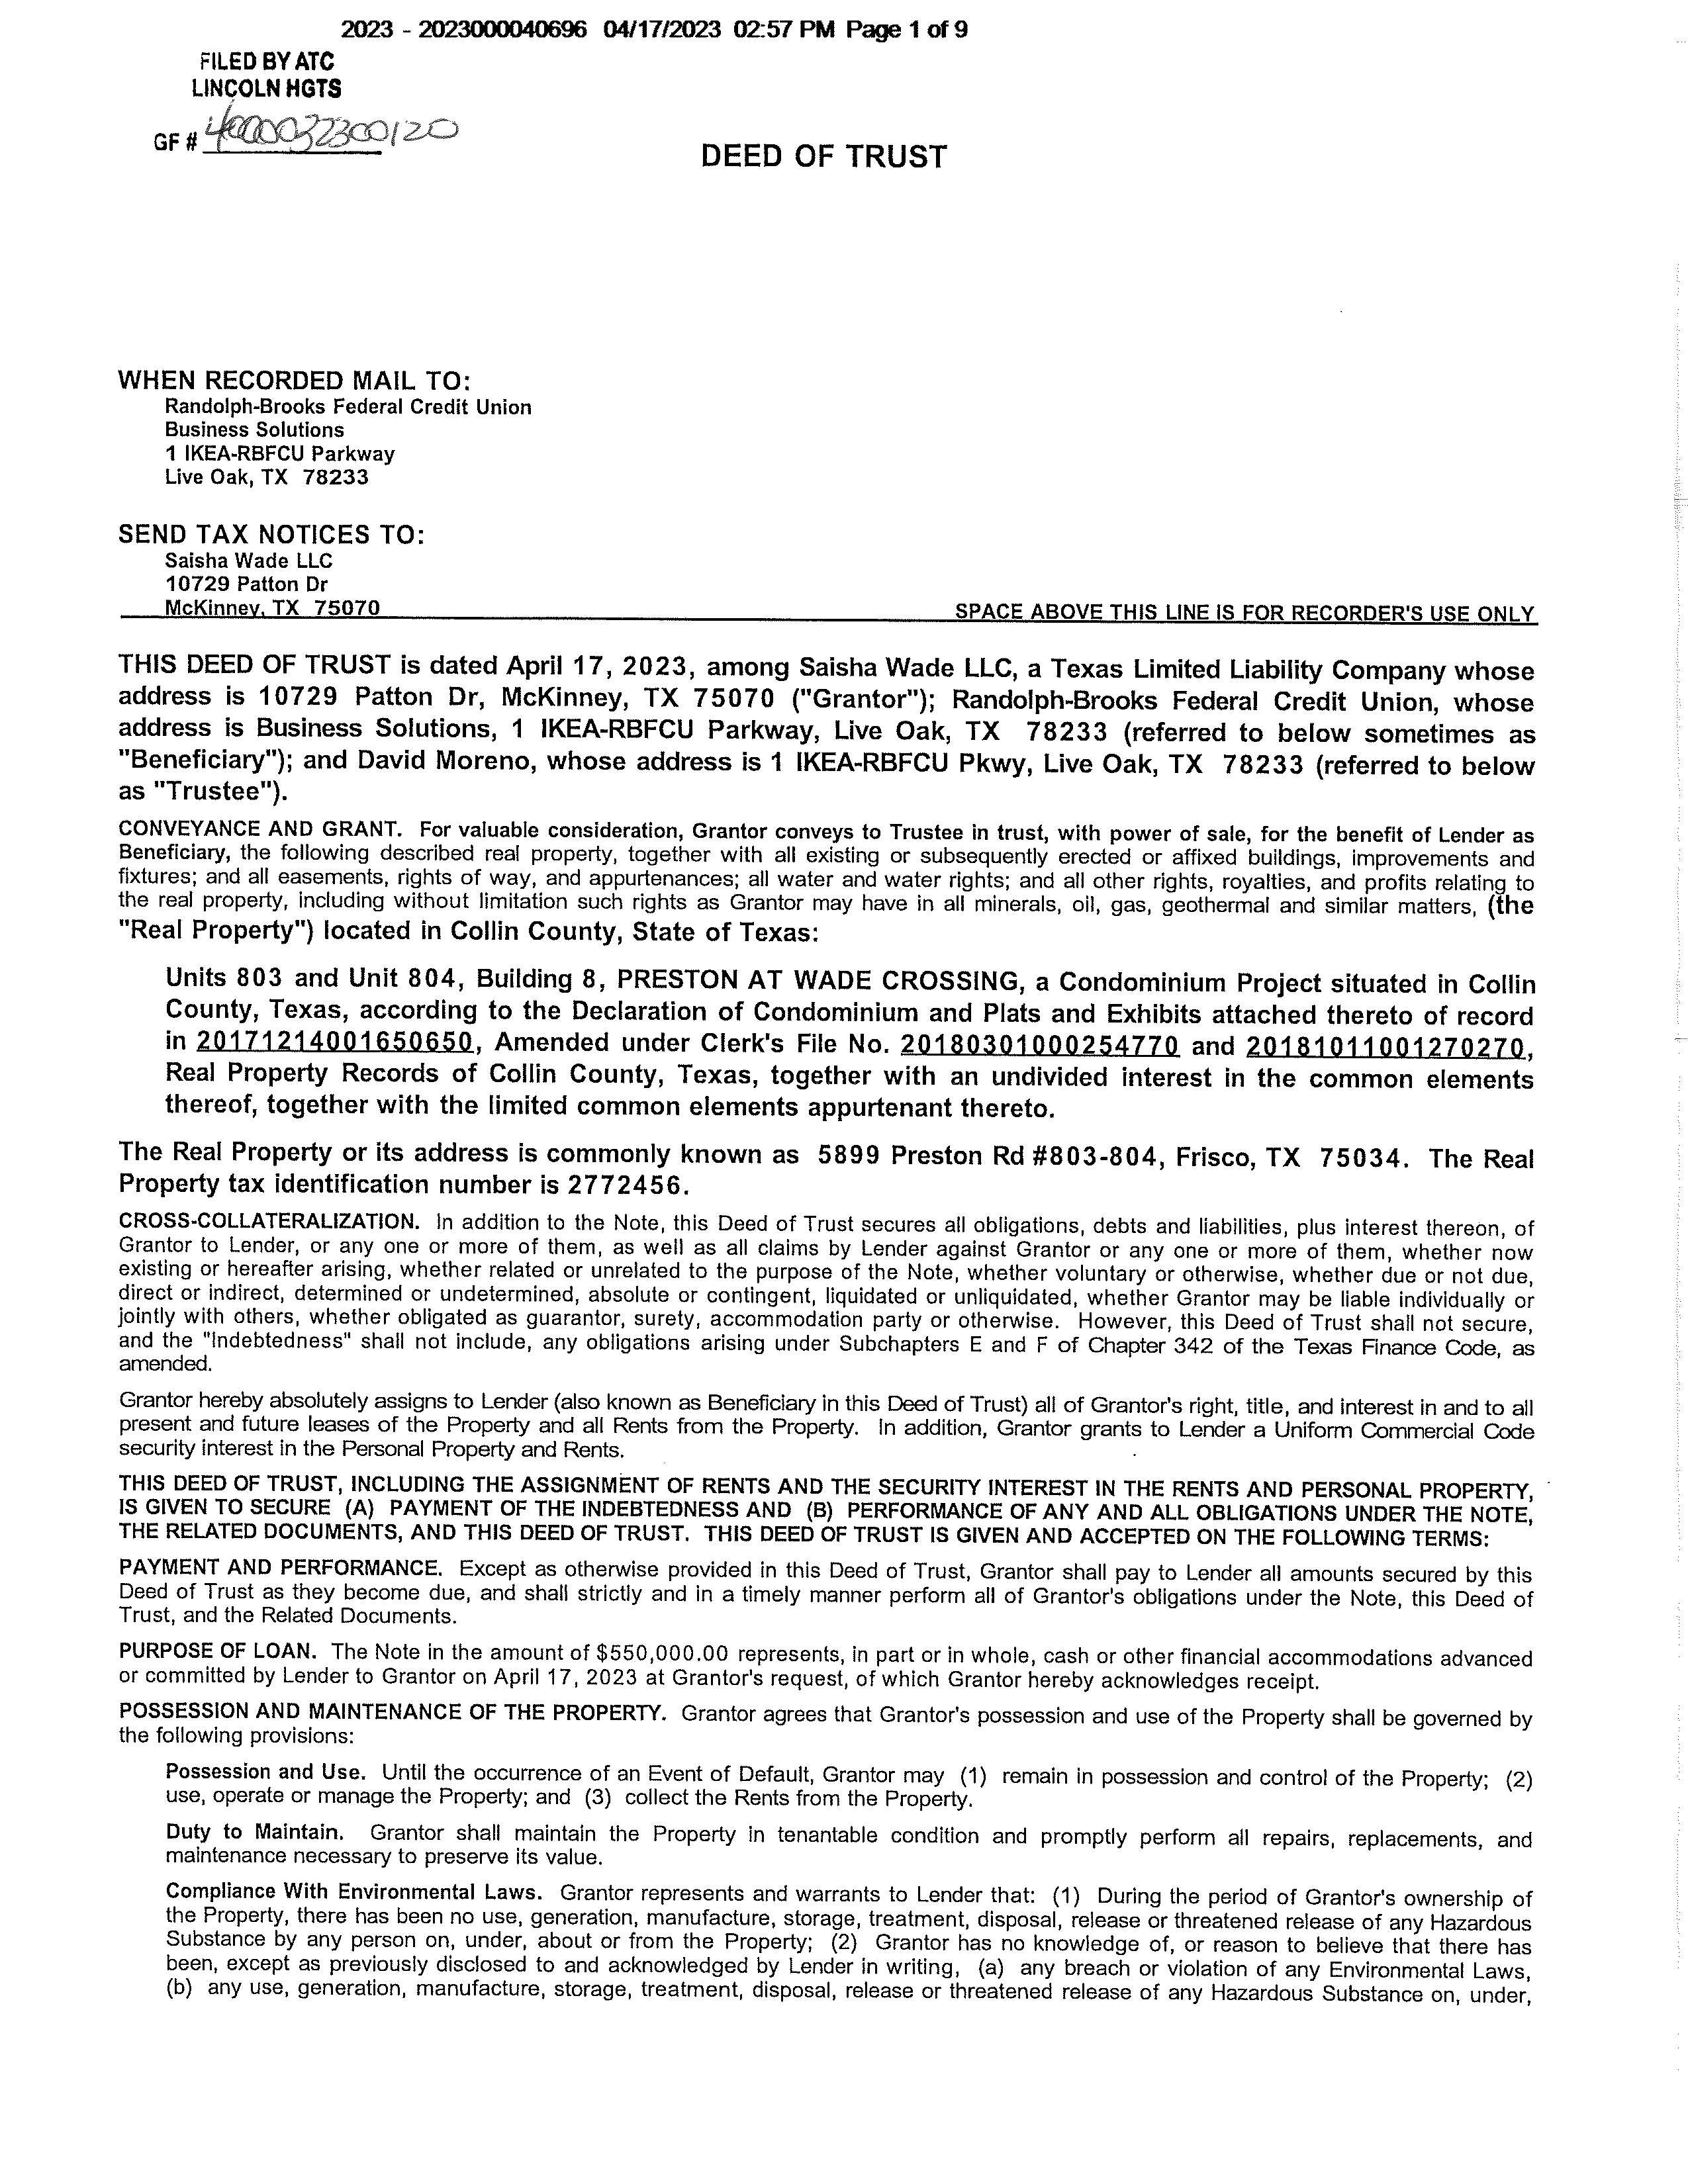 2023 - 2023000040696 04/17/2023 02:57 PM Page 1 of 9
FILED BY ATC
LINCOLN HGTS
GF # 4000032300120
DEED OF TRUST
WHEN RECORDED MAIL TO:
Randolph-Brooks Federal Credit Union
Business Solutions
1 IKEA-RBFCU Parkway
Live Oak, TX 78233
SEND TAX NOTICES TO:
Saisha Wade LLC
10729 Patton Dr
McKinney, TX 75070
SPACE ABOVE THIS LINE IS FOR RECORDER'S USE ONLY
THIS DEED OF TRUST is dated April 17, 2023, among Saisha Wade LLC, a Texas Limited Liability Company whose
address is 10729 Patton Dr, McKinney, TX 75070 ("Grantor"); Randolph-Brooks Federal Credit Union, whose
address is Business Solutions, 1 IKEA-RBFCU Parkway, Live Oak, TX 78233 (referred to below sometimes as
"Beneficiary"); and David Moreno, whose address is 1 IKEA-RBFCU Pkwy, Live Oak, TX 78233 (referred to below
as "Trustee").
CONVEYANCE AND GRANT. For valuable consideration, Grantor conveys to Trustee in trust, with power of sale, for the benefit of Lender as
Beneficiary, the following described real property, together with all existing or subsequently erected or affixed buildings, improvements and
fixtures; and all easements, rights of way, and appurtenances; all water and water rights; and all other rights, royalties, and profits relating to
the real property, including without limitation such rights as Grantor may have in all minerals, oil, gas, geothermal and similar matters, (the
"Real Property") located in Collin County, State of Texas:
Units 803 and Unit 804, Building 8, PRESTON AT WADE CROSSING, a Condominium Project situated in Collin
County, Texas, according to the Declaration of Condominium and Plats and Exhibits attached thereto of record
in 20171214001650650, Amended under Clerk's File No. 20180301000254770 and 20181011001270270,
Real Property Records of Collin County, Texas, together with an undivided interest in the common elements
thereof, together with the limited common elements appurtenant thereto.
The Real Property or its address is commonly known as 5899 Preston Rd #803-804, Frisco, TX 75034. The Real
Property tax identification number is 2772456.
CROSS-COLLATERALIZATION. In addition to the Note, this Deed of Trust secures all obligations, debts and liabilities, plus interest thereon, of
Grantor to Lender, or any one or more of them, as well as all claims by Lender against Grantor or any one or more of them, whether now
existing or hereafter arising, whether related or unrelated to the purpose of the Note, whether voluntary or otherwise, whether due or not due,
direct or indirect, determined or undetermined, absolute or contingent, liquidated or unliquidated, whether Grantor may be liable individually or
jointly with others, whether obligated as guarantor, surety, accommodation party or otherwise. However, this Deed of Trust shall not secure,
and the "Indebtedness" shall not include, any obligations arising under Subchapters E and F of Chapter 342 of the Texas Finance Code, as
amended.
Grantor hereby absolutely assigns to Lender (also known as Beneficiary in this Deed of Trust) all of Grantor's right, title, and interest in and to all
present and future leases of the Property and all Rents from the Property. In addition, Grantor grants to Lender a Uniform Commercial Code
security interest in the Personal Property and Rents.
THIS DEED OF TRUST, INCLUDING THE ASSIGNMENT OF RENTS AND THE SECURITY INTEREST IN THE RENTS AND PERSONAL PROPERTY,
IS GIVEN TO SECURE (A) PAYMENT OF THE INDEBTEDNESS AND (B) PERFORMANCE OF ANY AND ALL OBLIGATIONS UNDER THE NOTE,
THE RELATED DOCUMENTS, AND THIS DEED OF TRUST. THIS DEED OF TRUST IS GIVEN AND ACCEPTED ON THE FOLLOWING TERMS:
PAYMENT AND PERFORMANCE. Except as otherwise provided in this Deed of Trust, Grantor shall pay to Lender all amounts secured by this
Deed of Trust as they become due, and shall strictly and in a timely manner perform all of Grantor's obligations under the Note, this Deed of
Trust, and the Related Documents.
PURPOSE OF LOAN. The Note in the amount of $550,000.00 represents, in part or in whole, cash or other financial accommodations advanced
or committed by Lender to Grantor on April 17, 2023 at Grantor's request, of which Grantor hereby acknowledges receipt.
POSSESSION AND MAINTENANCE OF THE PROPERTY. Grantor agrees that Grantor's possession and use of the Property shall be governed by
the following provisions:
Possession and Use. Until the occurrence of an Event of Default, Grantor may (1) remain in possession and control of the Property; (2)
use, operate or manage the Property; and (3) collect the Rents from the Property.
Duty to Maintain. Grantor shall maintain the Property in tenantable condition and promptly perform all repairs, replacements, and
maintenance necessary to preserve its value.
Compliance With Environmental Laws. Grantor represents and warrants to Lender that: (1) During the period of Grantor's ownership of
the Property, there has been no use, generation, manufacture, storage, treatment, disposal, release or threatened release of any Hazardous
Substance by any person on, under, about or from the Property; (2) Grantor has no knowledge of, or reason to believe that there has
been, except as previously disclosed to and acknowledged by Lender in writing, (a) any breach or violation of any Environmental Laws,
(b) any use, generation, manufacture, storage, treatment, disposal, release or threatened release of any Hazardous Substance on, under,